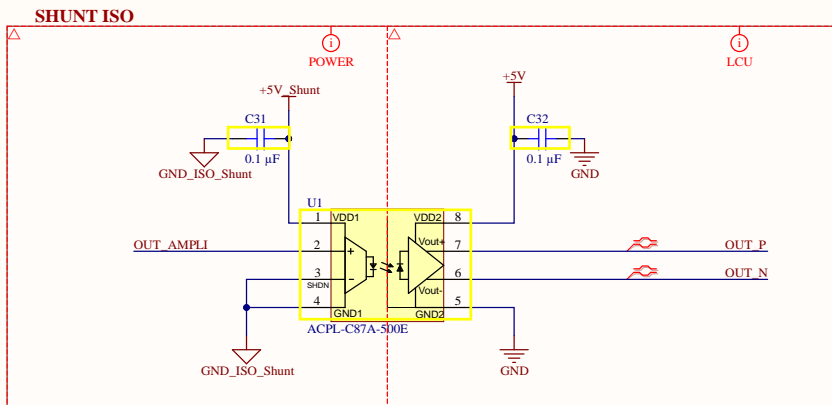 SHUNT ISO
i
i
POWER
LCU
+5V_Shunt
+5V
C31
C32
0.1 µF
0.1 µF
GND_ISO_Shunt
GND
U1
1
VDD1
VDD2
8
OUT_AMPLI
2
+
Vout+
7
OUT_P
3
−
6
OUT_N
SHDN
Vout-
4
GND1
GND2
5
ACPL-C87A-500E
GND_ISO_Shunt
GND